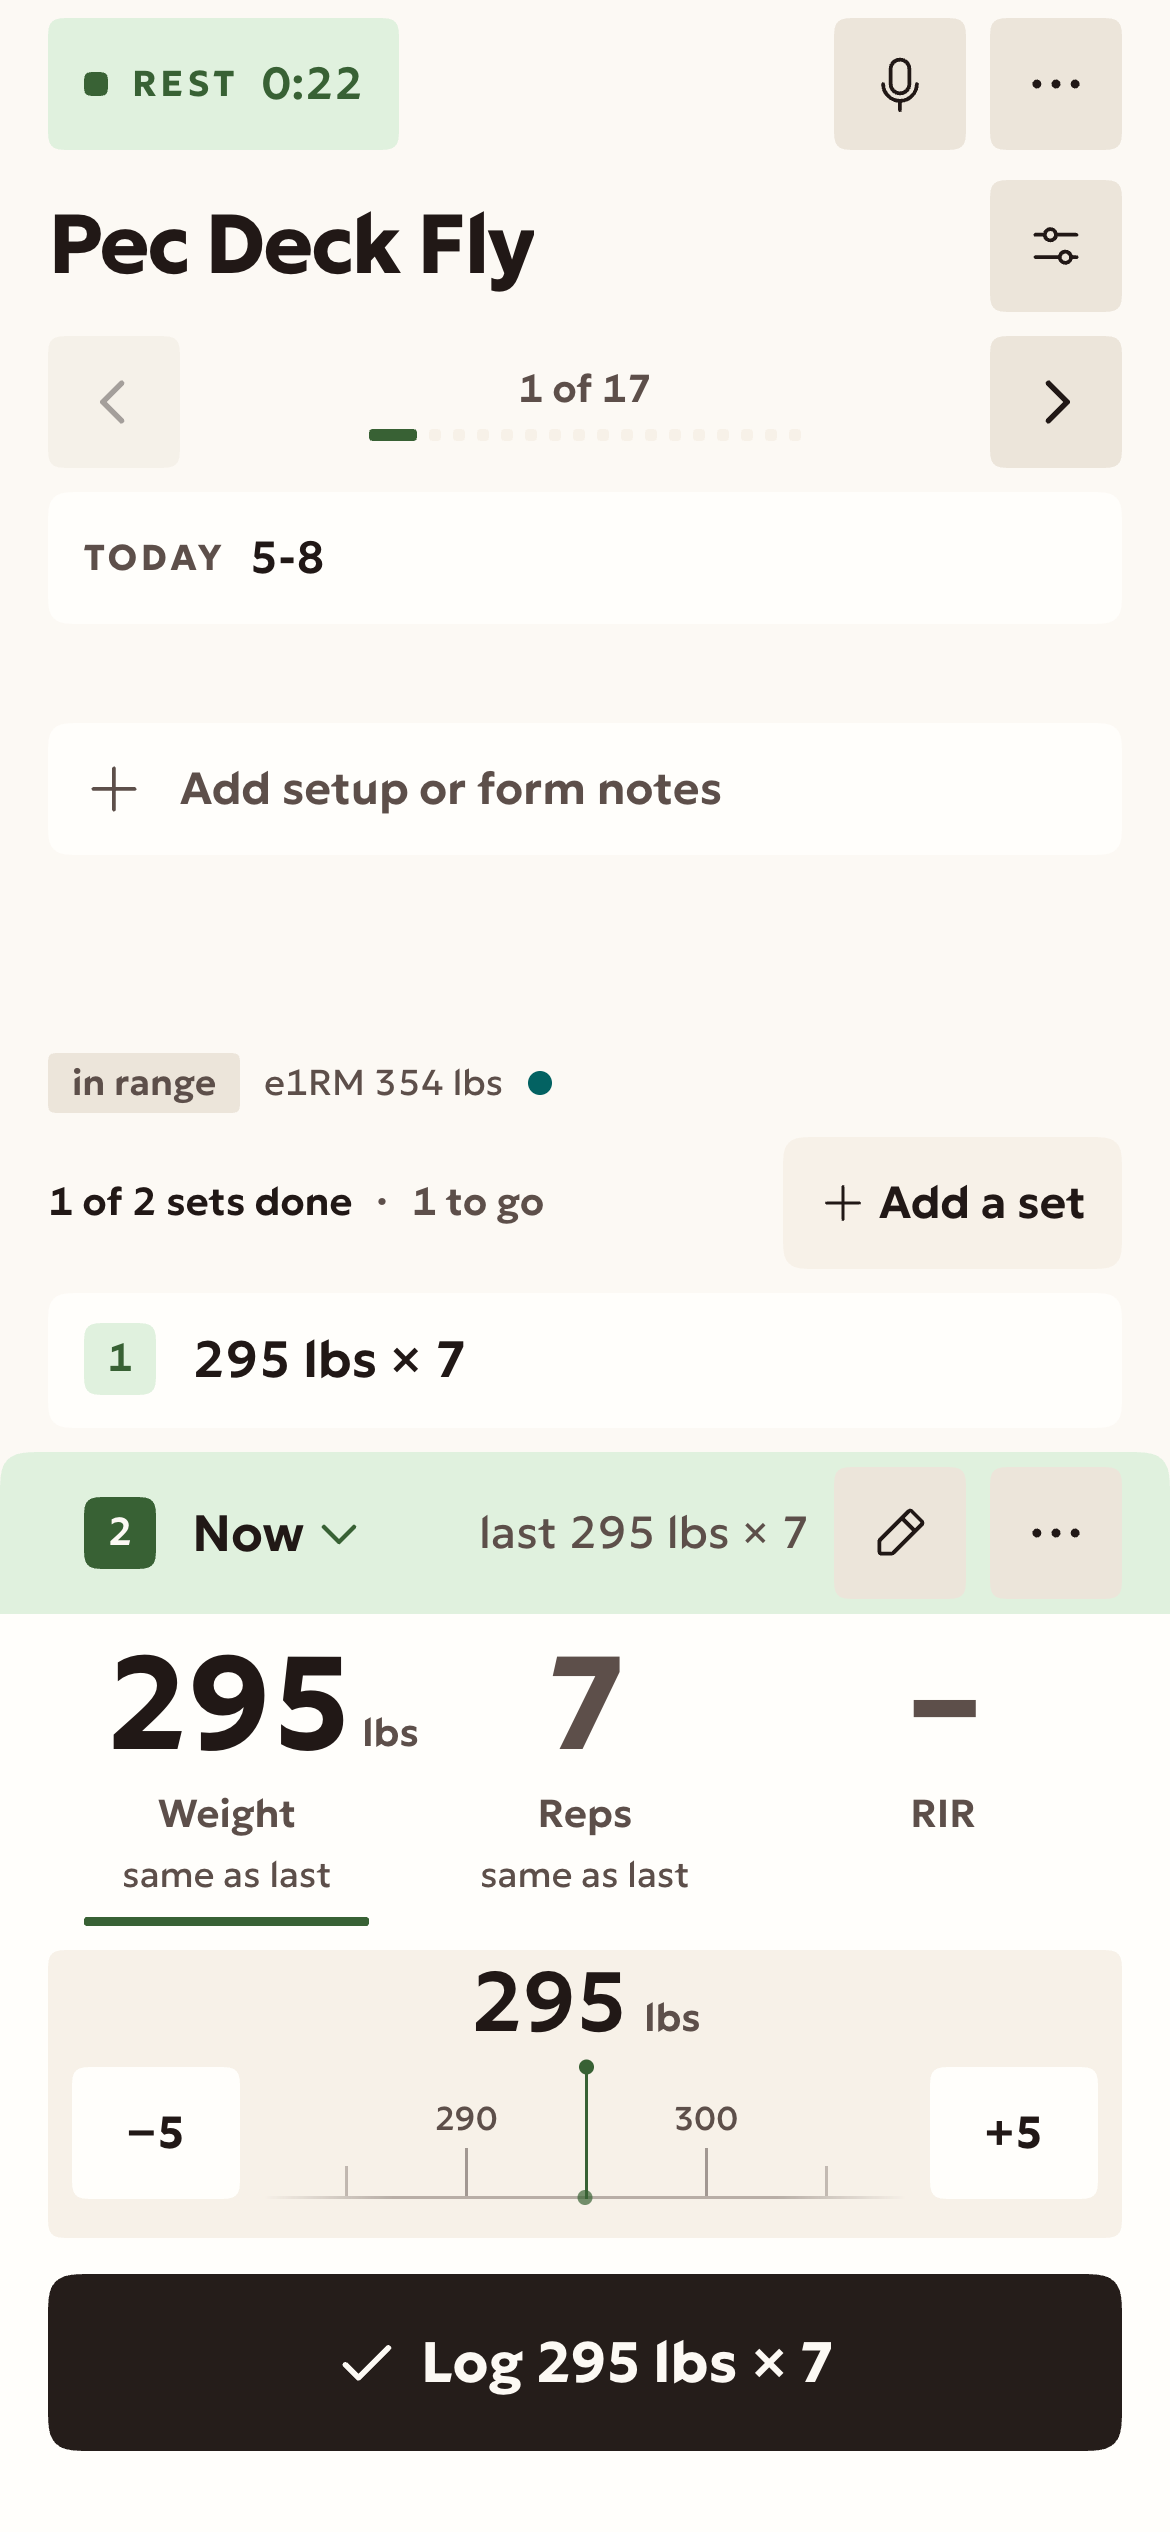 REST 0:22
Pec Deck Fly
1 of 17
TODAY 5-8
Add setup or form notes
in range e1RM 354 lbs
1 of 2 sets done · 1 to go
+ Add a set
1 295 lbs × 7
2 Now last 295 lbs × 7
295 lbs 7 –
Weight Reps RIR
same as last same as last
295 lbs
290 300
−5 +5
Log 295 lbs × 7